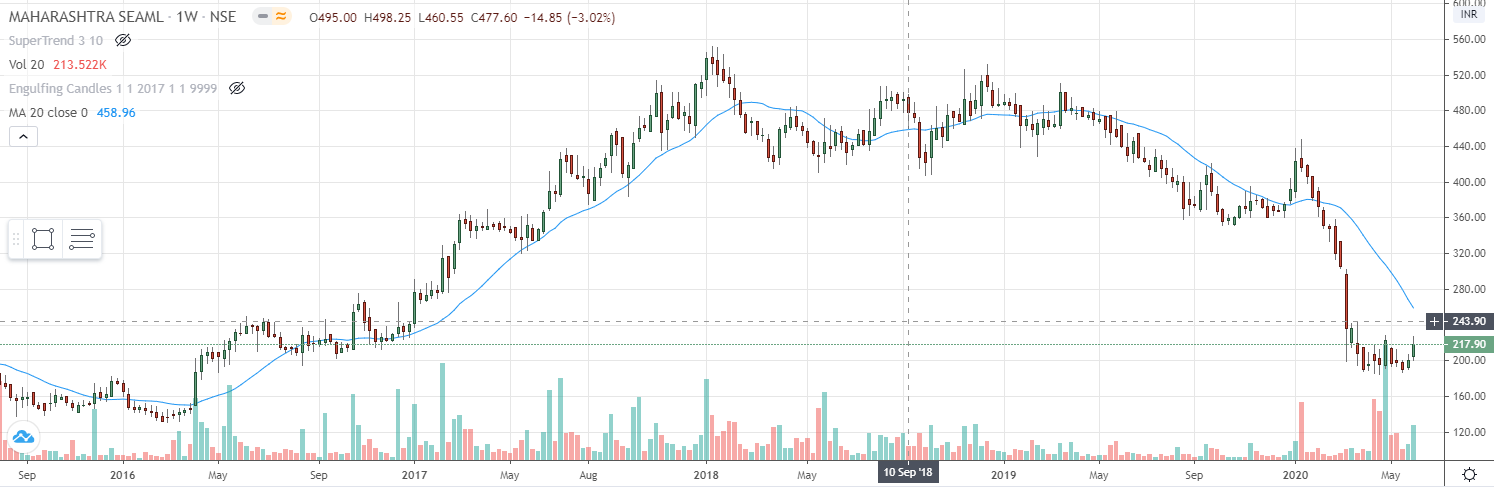 MAHARASHTRA SEAML · 1W · NSE O495.00 H498.25 L460.55 C477.60 −14.85 (−3.02%)
SuperTrend 3 10
Vol 20 213.522K
Engulfing Candles 1 1 2017 1 1 9999
MA 20 close 0 458.96
600.00
INR
560.00
520.00
480.00
440.00
400.00
360.00
320.00
280.00
243.90
217.90
200.00
160.00
120.00
Sep 2016 May Sep 2017 May Aug 2018 May 10 Sep '18 2019 May Sep 2020 May